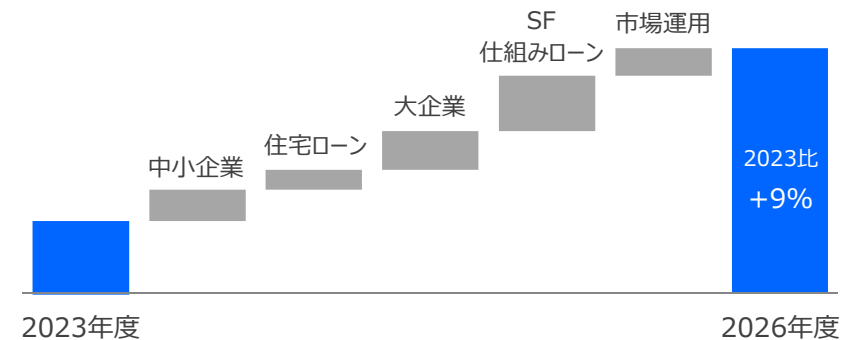 SF
仕組みローン
市場運用
大企業
住宅ローン
中小企業
2023比
+9%
2023年度
2026年度